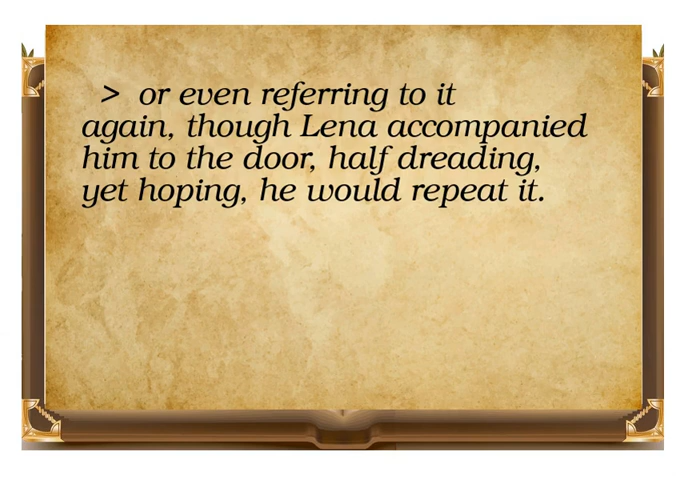 > or even referring to it
again, though Lena accompanied
him to the door, half dreading,
yet hoping, he would repeat it.